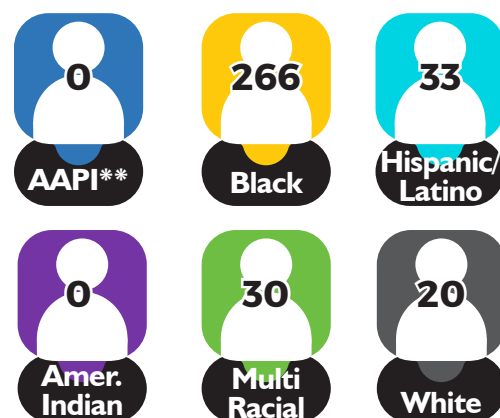 0
AAPI**
266
Black
33
Hispanic/
Latino
0
Amer.
Indian
30
Multi
Racial
20
White